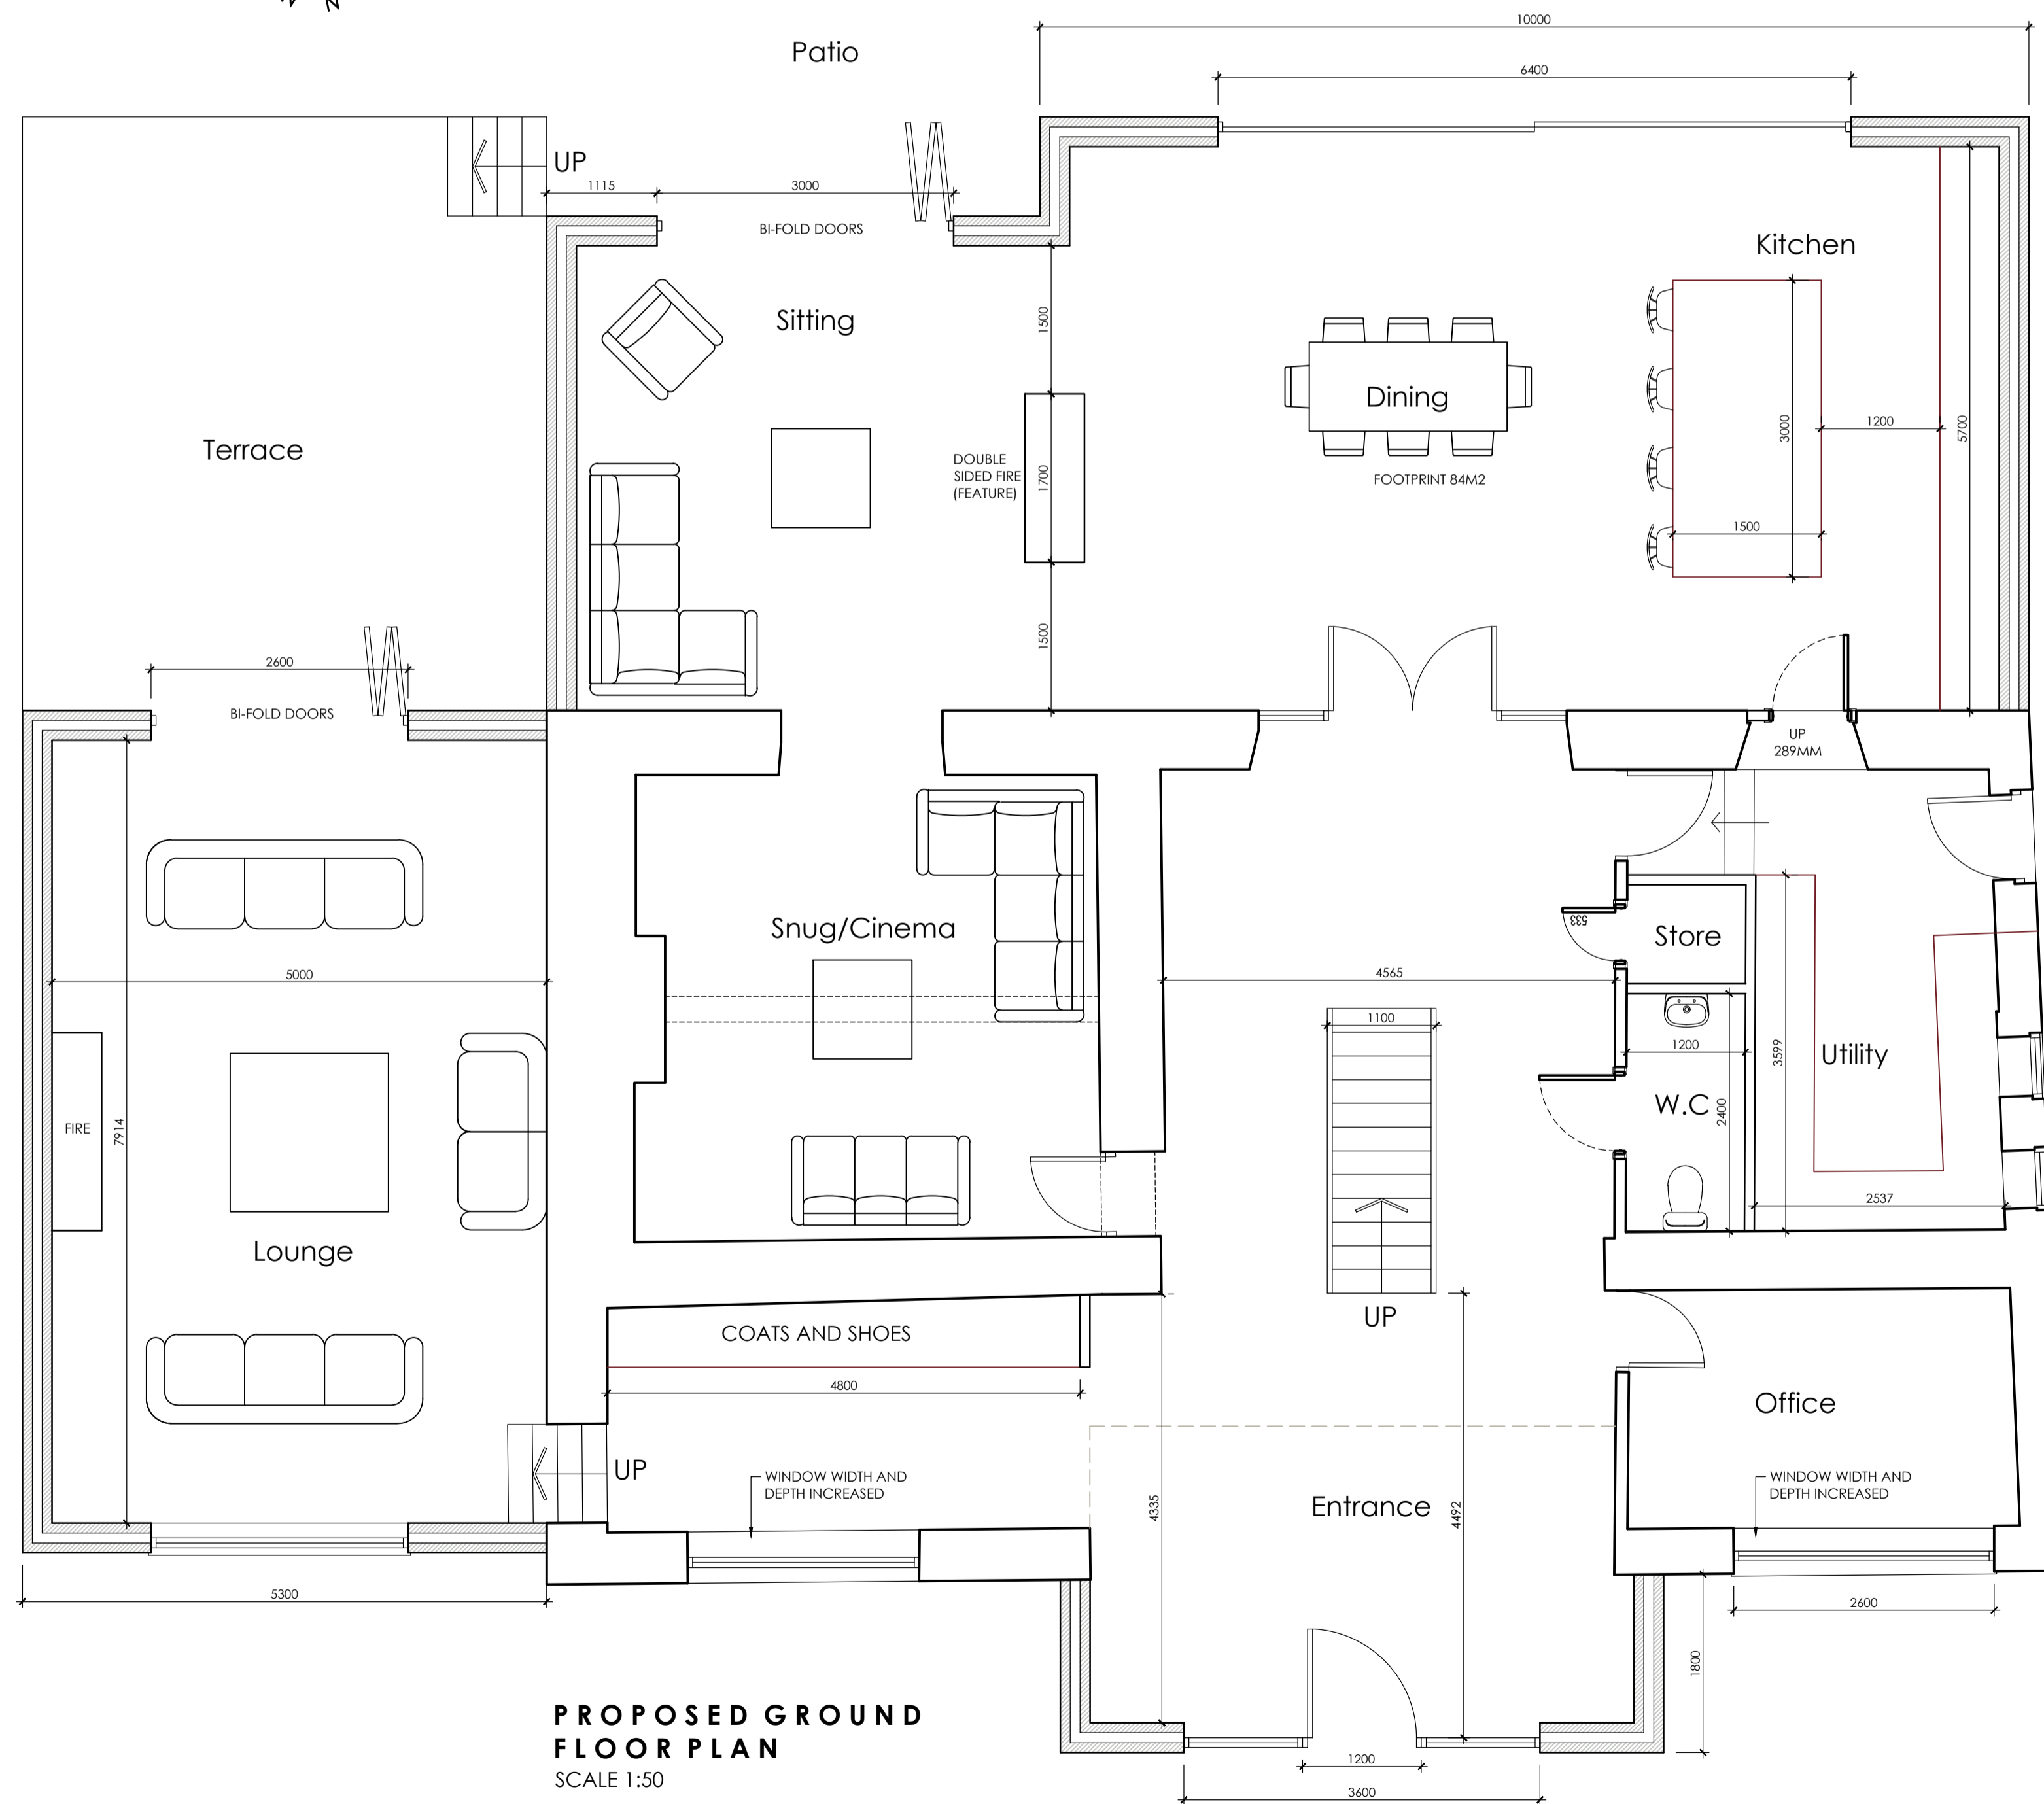 N
10000
Patio
6400
UP
1115
3000
BI-FOLD DOORS
Kitchen
Sitting
1500
Dining
Terrace
3000
1200
5700
DOUBLE
SIDED FIRE
(FEATURE)
1700
FOOTPRINT 84M2
1500
1500
2600
BI-FOLD DOORS
UP
289MM
533
Snug/Cinema
Store
5000
4565
1100
1200
3599
Utility
FIRE
7914
W.C
2400
2537
Lounge
UP
COATS AND SHOES
4800
Office
UP
WINDOW WIDTH AND
DEPTH INCREASED
WINDOW WIDTH AND
DEPTH INCREASED
4335
Entrance
4492
5300
2600
1800
PROPOSED GROUND
FLOOR PLAN
SCALE 1:50
1200
3600